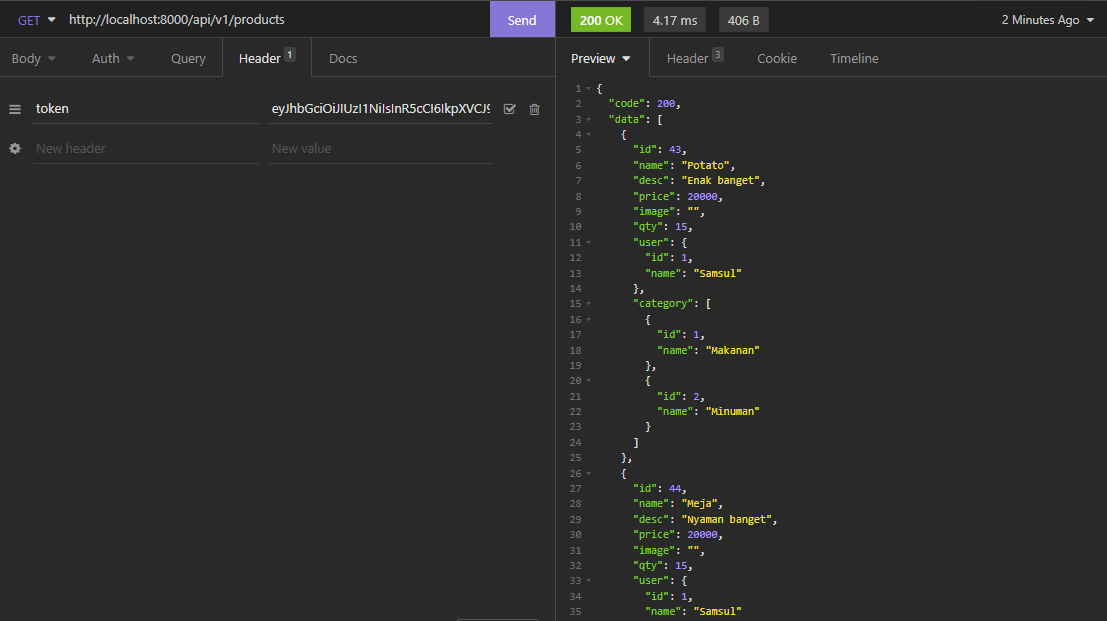 GET http://localhost:8000/api/v1/products Send
Body Auth Query Header 1 Docs
token eyJhbGciOiJIUzI1NiIsInR5cCI6IkpXVCJ9
New header New value
200 OK 4.17 ms 406 B 2 Minutes Ago
Preview Header 3 Cookie Timeline
1 {
2 "code": 200,
3 "data": [
4 {
5 "id": 43,
6 "name": "Potato",
7 "desc": "Enak banget",
8 "price": 20000,
9 "image": "",
10 "qty": 15,
11 "user": {
12 "id": 1,
13 "name": "Samsul"
14 },
15 "category": [
16 {
17 "id": 1,
18 "name": "Makanan"
19 },
20 {
21 "id": 2,
22 "name": "Minuman"
23 }
24 ]
25 },
26 {
27 "id": 44,
28 "name": "Meja",
29 "desc": "Nyaman banget",
30 "price": 20000,
31 "image": "",
32 "qty": 15,
33 "user": {
34 "id": 1,
35 "name": "Samsul"